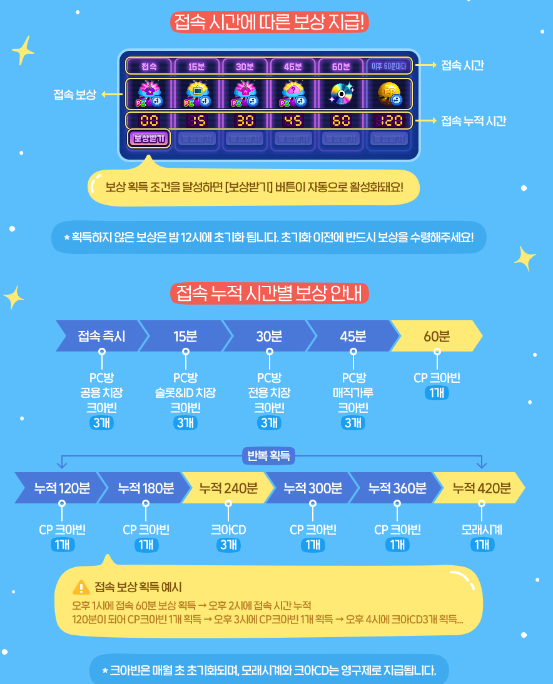 접속 시간에 따른 보상 지급!
접속 15분 30분 45분 60분 이후 60분마다
접속 시간
접속 보상
PC PC PC PC
00 15 30 45 60 120
접속 누적 시간
보상받기
보상 획득 조건을 달성하면 [보상받기] 버튼이 자동으로 활성화돼요!
* 획득하지 않은 보상은 밤 12시에 초기화 됩니다. 초기화 이전에 반드시 보상을 수령해주세요!
접속 누적 시간별 보상 안내
접속 즉시 15분 30분 45분 60분
PC방 PC방 PC방 PC방 CP 크아빈
공용 치장 슬롯&ID 치장 전용 치장 매직가루 1개
크아빈 크아빈 크아빈 크아빈
3개 3개 3개 3개
반복 획득
누적 120분 누적 180분 누적 240분 누적 300분 누적 360분 누적 420분
CP 크아빈 CP 크아빈 크아CD CP 크아빈 CP 크아빈 모래시계
1개 1개 3개 1개 1개 1개
접속 보상 획득 예시
오후 1시에 접속 60분 보상 획득 → 오후 2시에 접속 시간 누적
120분이 되어 CP크아빈 1개 획득 → 오후 3시에 CP크아빈 1개 획득 → 오후 4시에 크아CD3개 획득...
* 크아빈은 매월 초 초기화되며, 모래시계와 크아CD는 영구제로 지급됩니다.